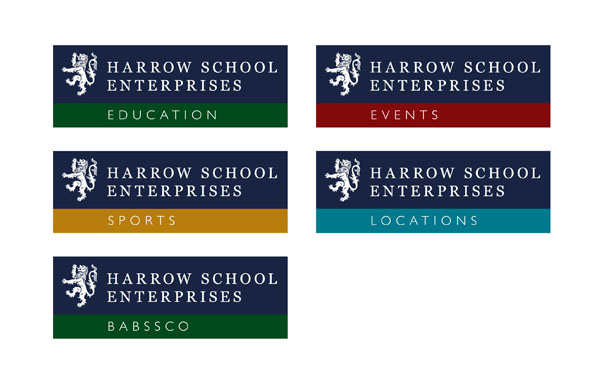 HARROW SCHOOL
ENTERPRISES
EDUCATION
HARROW SCHOOL
ENTERPRISES
EVENTS
HARROW SCHOOL
ENTERPRISES
SPORTS
HARROW SCHOOL
ENTERPRISES
LOCATIONS
HARROW SCHOOL
ENTERPRISES
BABSSCO